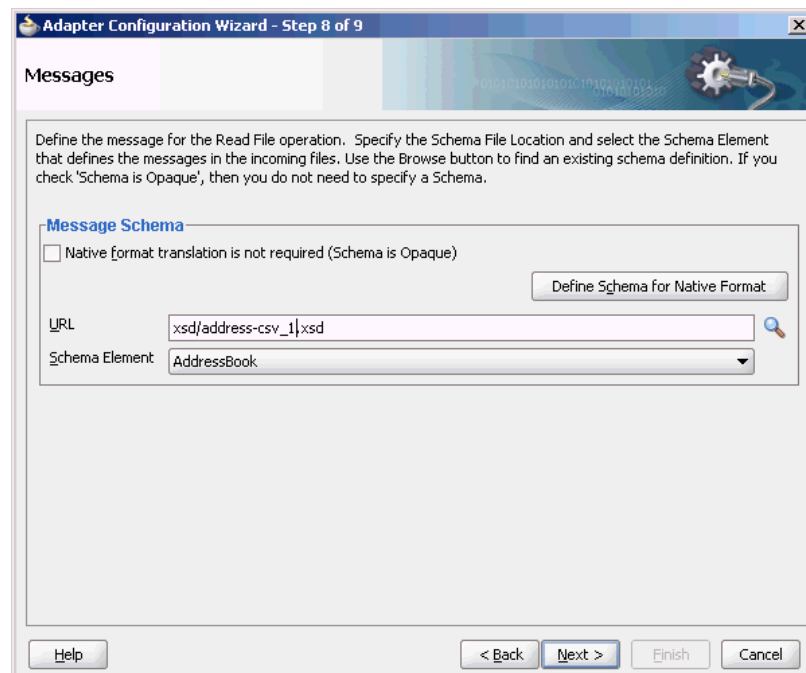 Adapter Configuration Wizard - Step 8 of 9
Messages
Define the message for the Read File operation. Specify the Schema File Location and select the Schema Element
that defines the messages in the incoming files. Use the Browse button to find an existing schema definition. If you
check 'Schema is Opaque', then you do not need to specify a Schema.
Message Schema
Native format translation is not required (Schema is Opaque)
Define Schema for Native Format
URL xsd/address-csv_1.xsd
Schema Element AddressBook
Help < Back Next > Finish Cancel